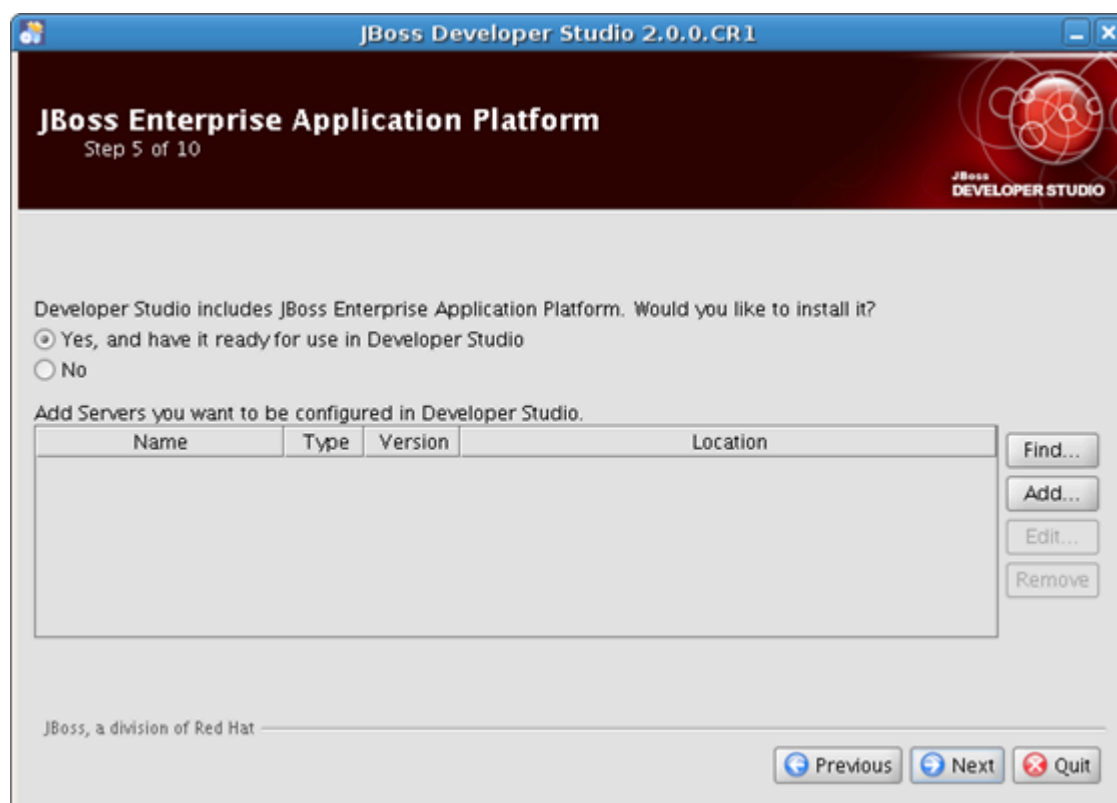 JBoss Developer Studio 2.0.0.CR1
JBoss Enterprise Application Platform
Step 5 of 10
JBoss
DEVELOPER STUDIO
Developer Studio includes JBoss Enterprise Application Platform. Would you like to install it?
Yes, and have it ready for use in Developer Studio
No
Add Servers you want to be configured in Developer Studio.
Name Type Version Location
Find...
Add...
Edit...
Remove
JBoss, a division of Red Hat
Previous Next Quit